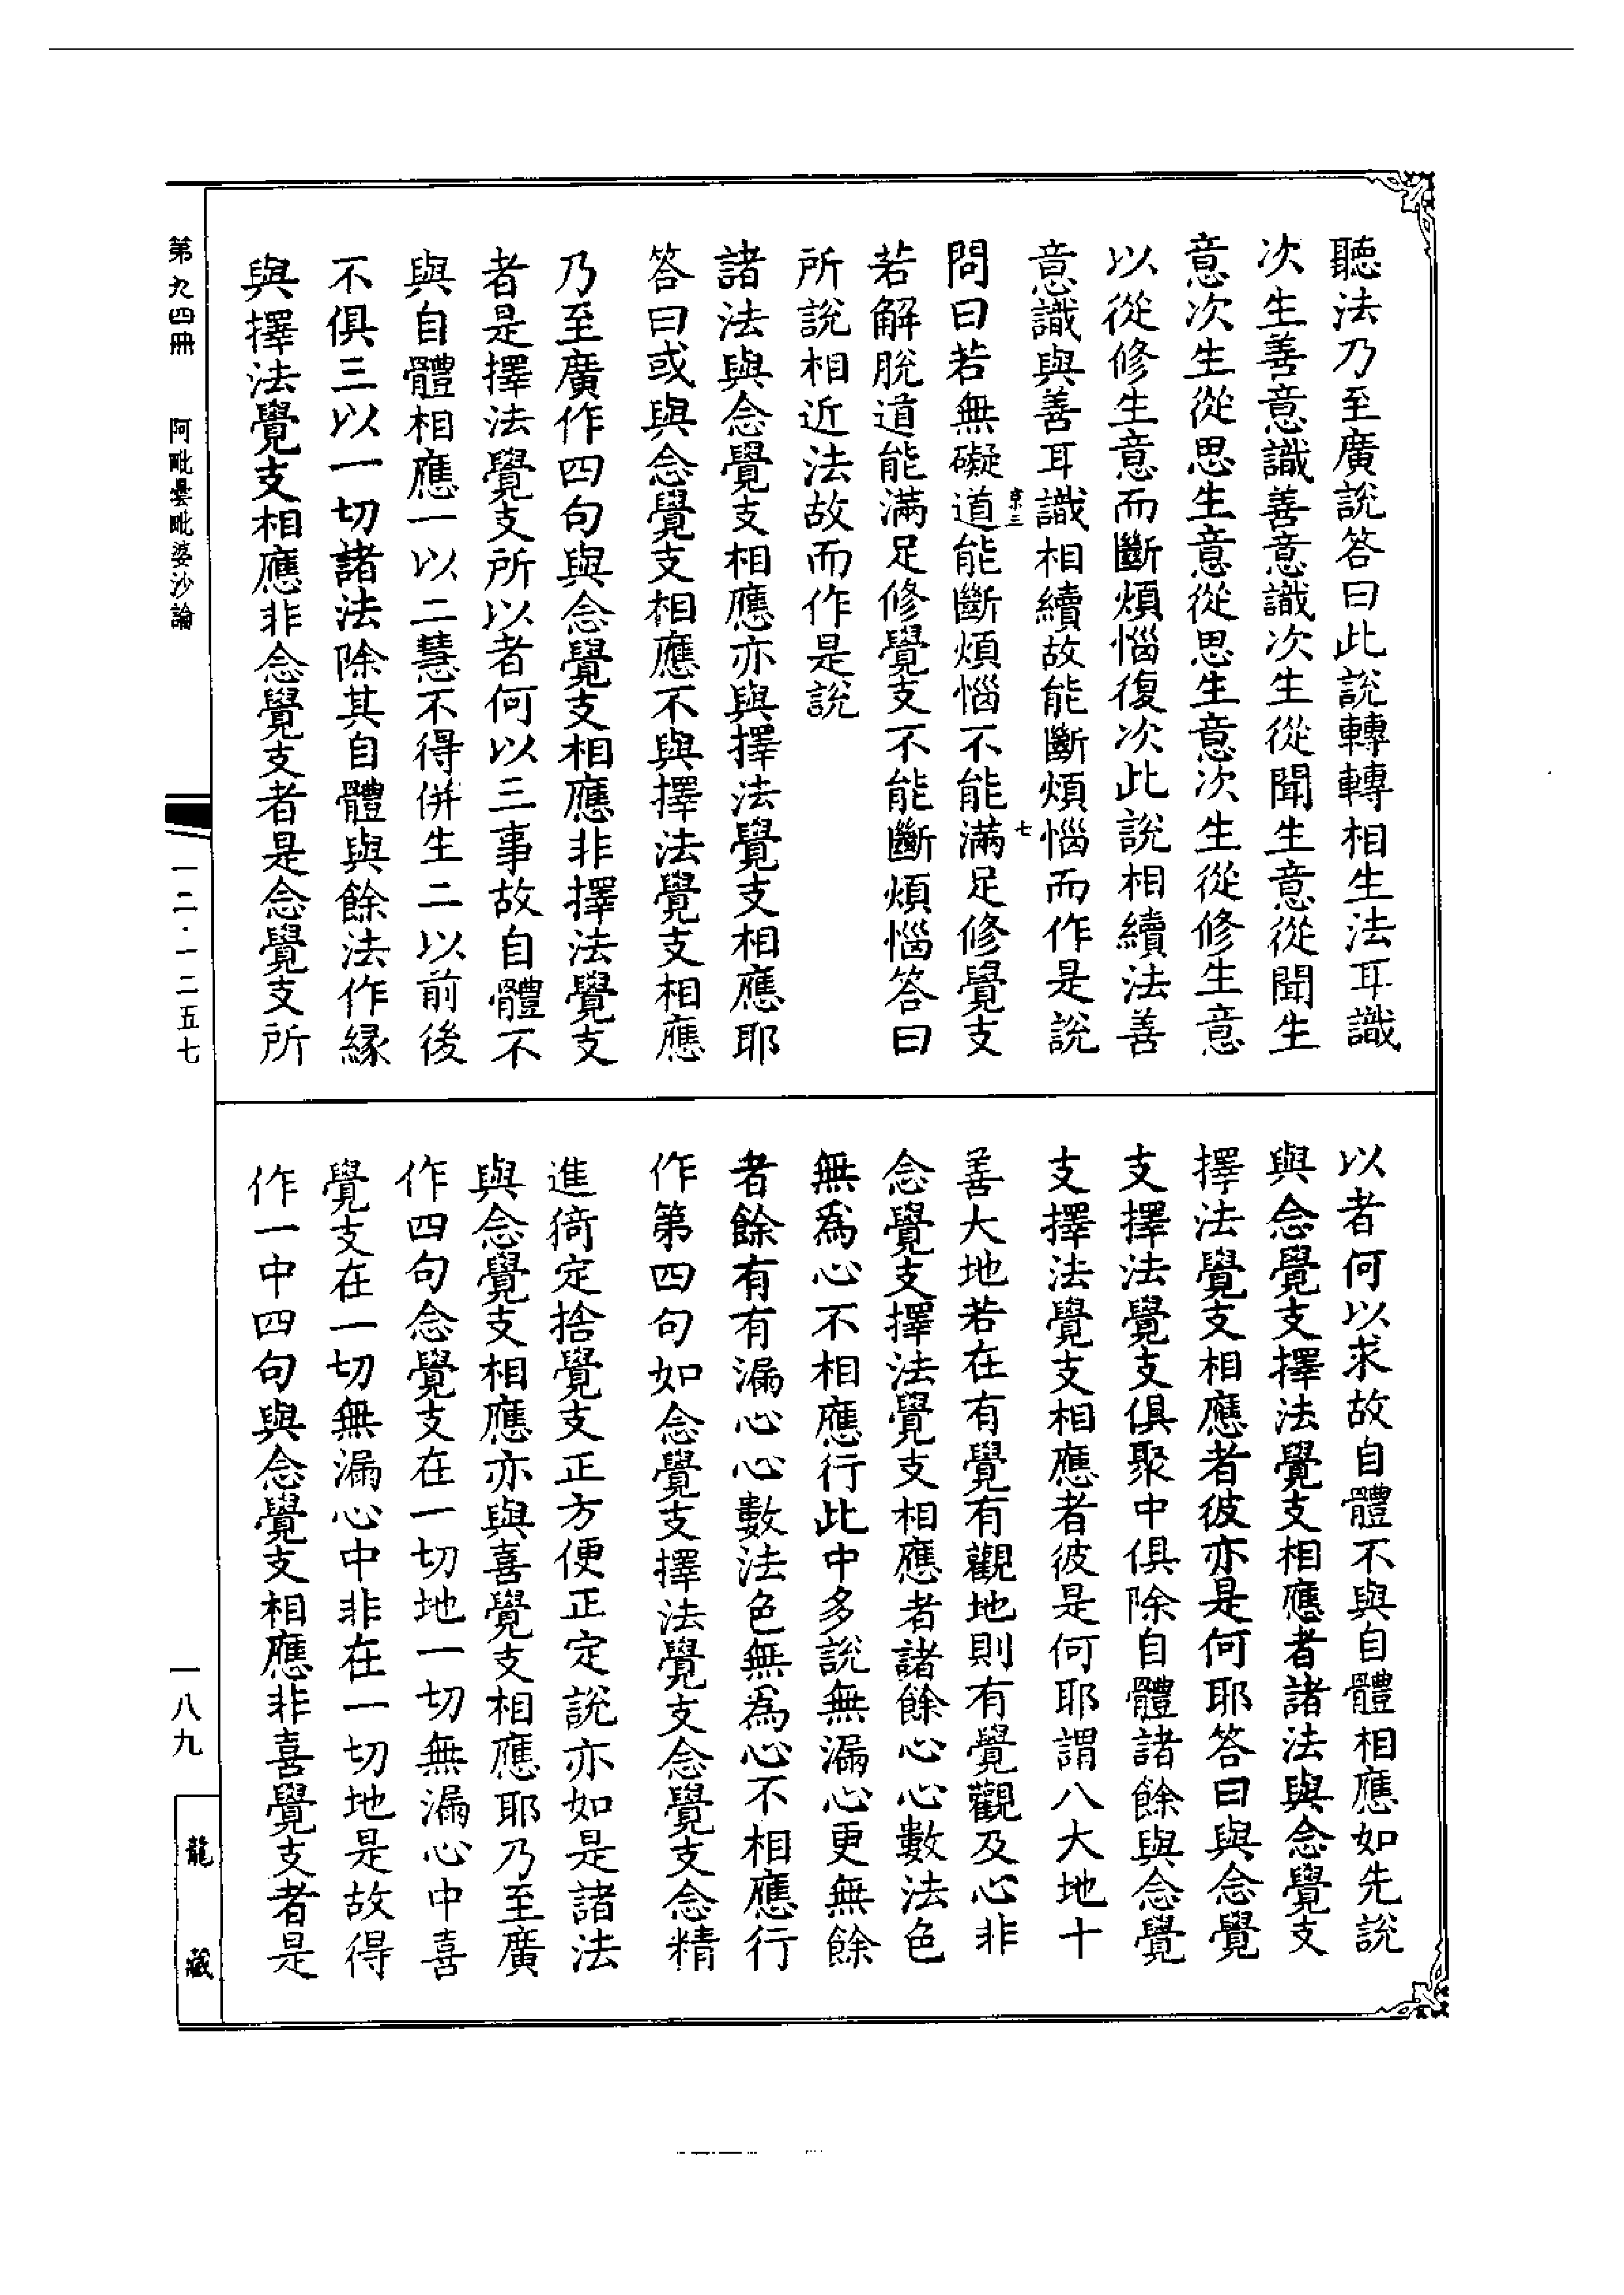 聽法乃至廣說答曰此說轉轉相生法耳識
次生善意識善意識次生從聞生意從聞生
意次生從思生意從思生意次生從修生意
以從修生意而斷煩惱復次此說相續法善
意識與善耳識相續故能斷煩惱而作是說
京三
七
問曰若無礙道能斷煩惱不能滿足修覺支
若解脫道能滿足修覺支不能斷煩惱答曰
所說相近法故而作是說
諸法與念覺支相應亦與擇法覺支相應耶
答曰或與念覺支相應不與擇法覺支相應
乃至廣作四句與念覺支相應非擇法覺支
者是擇法覺支所以者何以三事故自體不
與自體相應一以二慧不得併生二以前後
不俱三以一切諸法除其自體與餘法作緣
與擇法覺支相應非念覺支者是念覺支所
以者何以求故自體不與自體相應如先說
與念覺支擇法覺支相應者諸法與念覺支
擇法覺支相應者彼亦是何耶答曰與念覺
支擇法覺支俱聚中俱除自體諸餘與念覺
支擇法覺支相應者彼是何耶謂八大地十
善大地若在有覺有觀地則有覺觀及心非
念覺支擇法覺支相應者諸餘心心數法色
無為心不相應行此中多說無漏心更無餘
者餘有有漏心心數法色無為心不相應行
作第四句如念覺支擇法覺支念覺支念精
進猗定捨覺支正方便正定說亦如是諸法
與念覺支相應亦與喜覺支相應耶乃至廣
作四句念覺支在一切地一切無漏心中喜
覺支在一切無漏心中非在一切地是故得
作一中四句與念覺支相應非喜覺支者是
第九四冊 阿毗曇毗婆沙論
一二·一二五七
一八九
龍藏